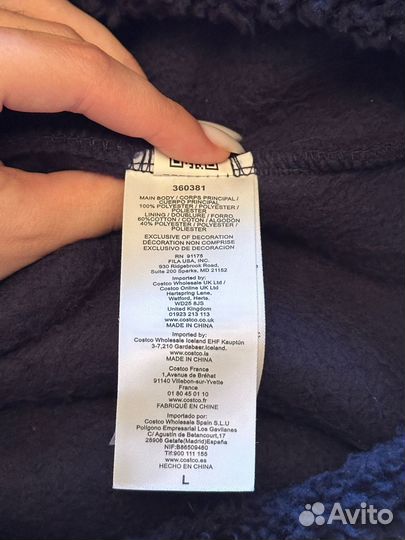 360381
MAIN BODY / CORPS PRINCIPAL /
CUERPO PRINCIPAL
100% POLYESTER / POLYESTER /
POLIESTER
LINING / DOUBLURE / FORRO
60%COTTON / COTON / ALGODÓN
40% POLYESTER / POLYESTER /
POLIESTER
EXCLUSIVE OF DECORATION
DÉCORATION NON COMPRIS
EXCLUSIVO DE DECORACIÓN
RN 91175
FILA USA, INC.
930 Ridgebrook Road,
Suite 200 Sparks, MD 21152
Imported by:
Costco Wholesale UK Ltd /
Costco Online UK Ltd
Hartspring Lane,
Watford, Herts.
WD25 8JS
United Kingdom
01923 213 113
www.costco.co.uk
MADE IN CHINA
Imported by:
Costco Wholesale Iceland EHF Kauptún
3-7,210 Gardabaer.Iceland.
www.costco.is
MADE IN CHINA
Costco France
1,Avenue de Bréhat
91140 Villebon-sur-Yvette
France
01 80 45 01 10
www.costco.fr
FABRIQUÉ EN CHINE
Importado por:
Costco Wholesale Spain S.L.U
Polígono Empresarial Los Gavilanes
C/ Agustín de Betancourt,17
28906 Getafe(Madrid)España
NIF:B86509460
Tel: 900 111 155
www.costco.es
HECHO EN CHINA
L
Avito